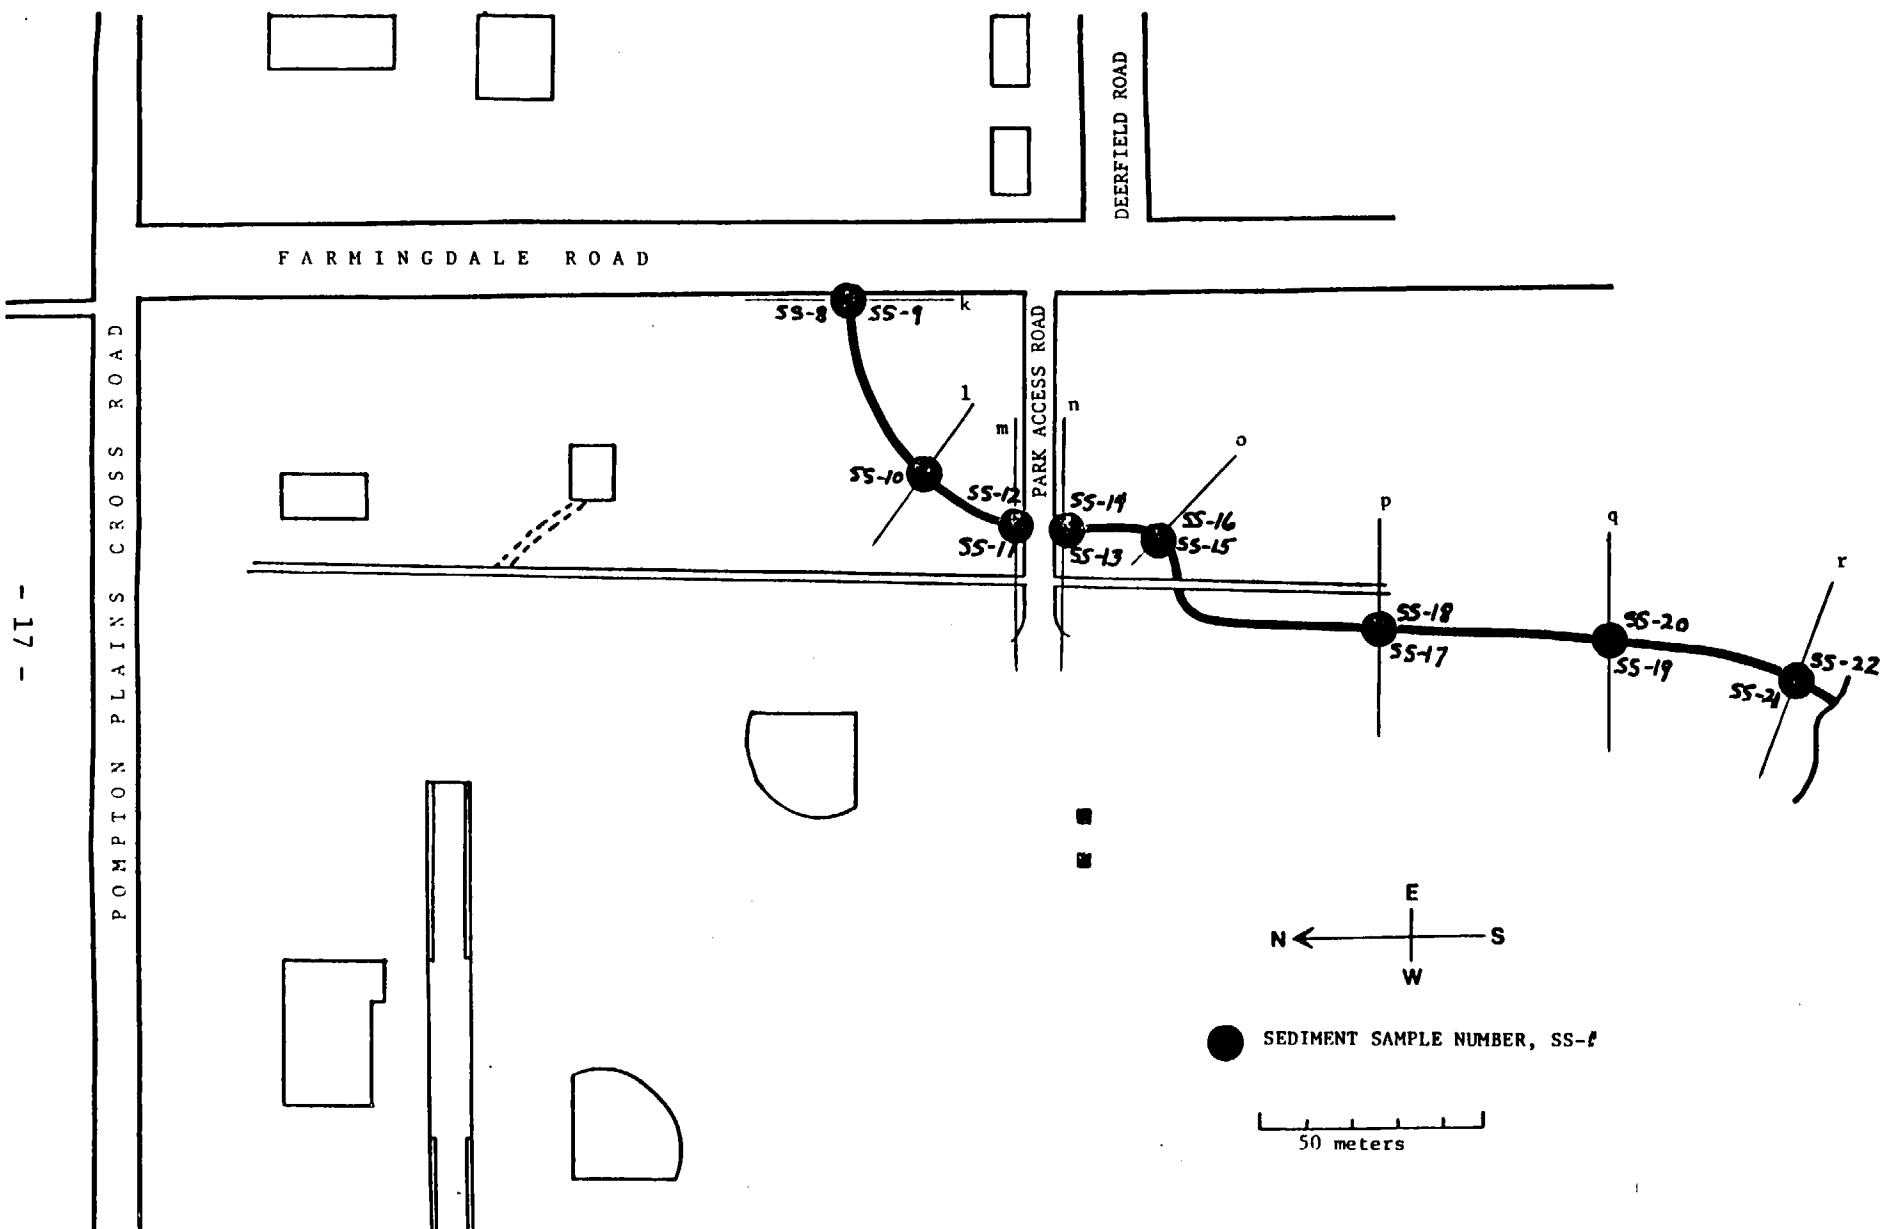 DEERFIELD ROAD
FARMINGDALE ROAD
SS-8
SS-9
k
PARK ACCESS ROAD
POMPTON PLAINS CROSS ROAD
l
m
n
o
SS-10
SS-12
SS-11
SS-14
SS-13
SS-16
SS-15
p
q
r
SS-18
SS-17
SS-20
SS-19
SS-22
SS-21
- 17 -
E
N
S
W
SEDIMENT SAMPLE NUMBER, SS-
50 meters